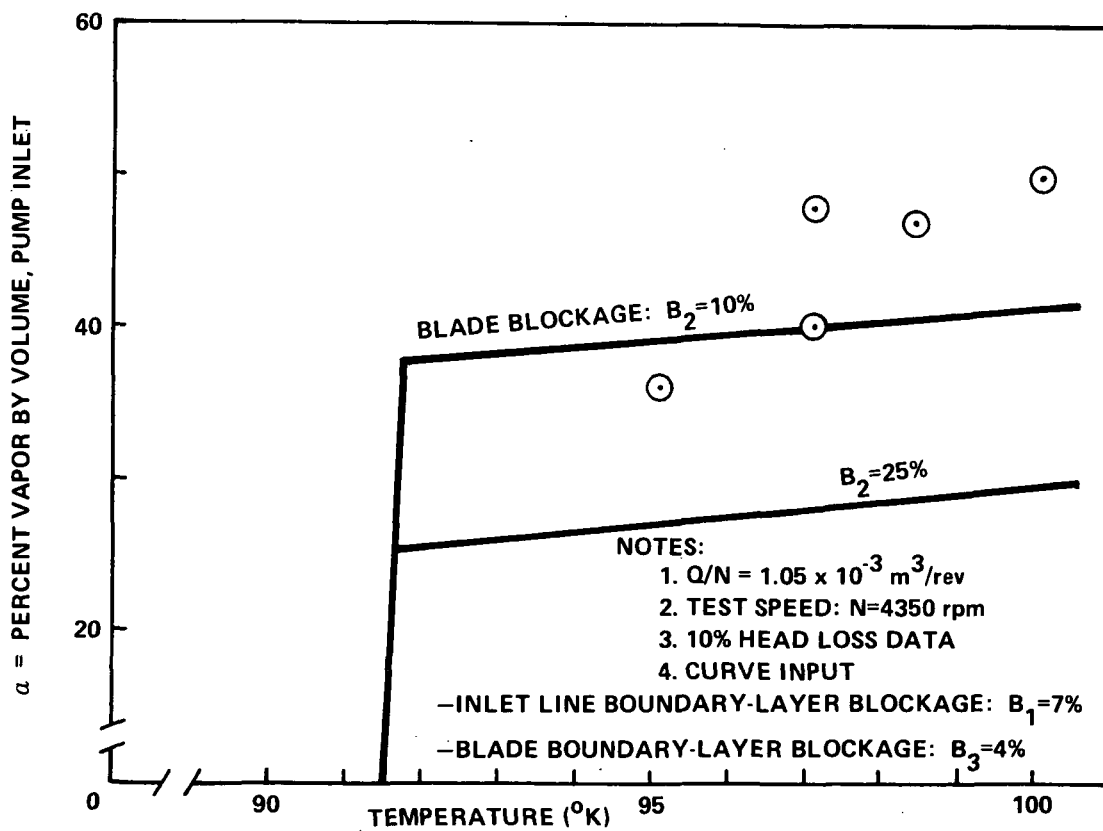 60
40
20
0
α = PERCENT VAPOR BY VOLUME, PUMP INLET
BLADE BLOCKAGE: B₂=10%
B₂=25%
NOTES:
1. Q/N = 1.05 x 10⁻³ m³/rev
2. TEST SPEED: N=4350 rpm
3. 10% HEAD LOSS DATA
4. CURVE INPUT
–INLET LINE BOUNDARY-LAYER BLOCKAGE: B₁=7%
–BLADE BOUNDARY-LAYER BLOCKAGE: B₃=4%
90
95
100
TEMPERATURE (°K)